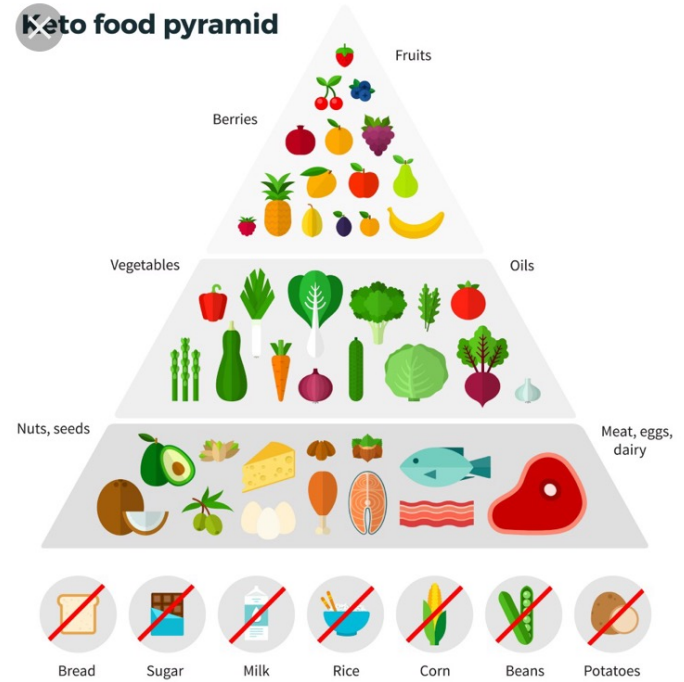 Keto food pyramid
Fruits
Berries
Vegetables
Oils
Nuts, seeds
Meat, eggs,
dairy
Bread
Sugar
Milk
Rice
Corn
Beans
Potatoes